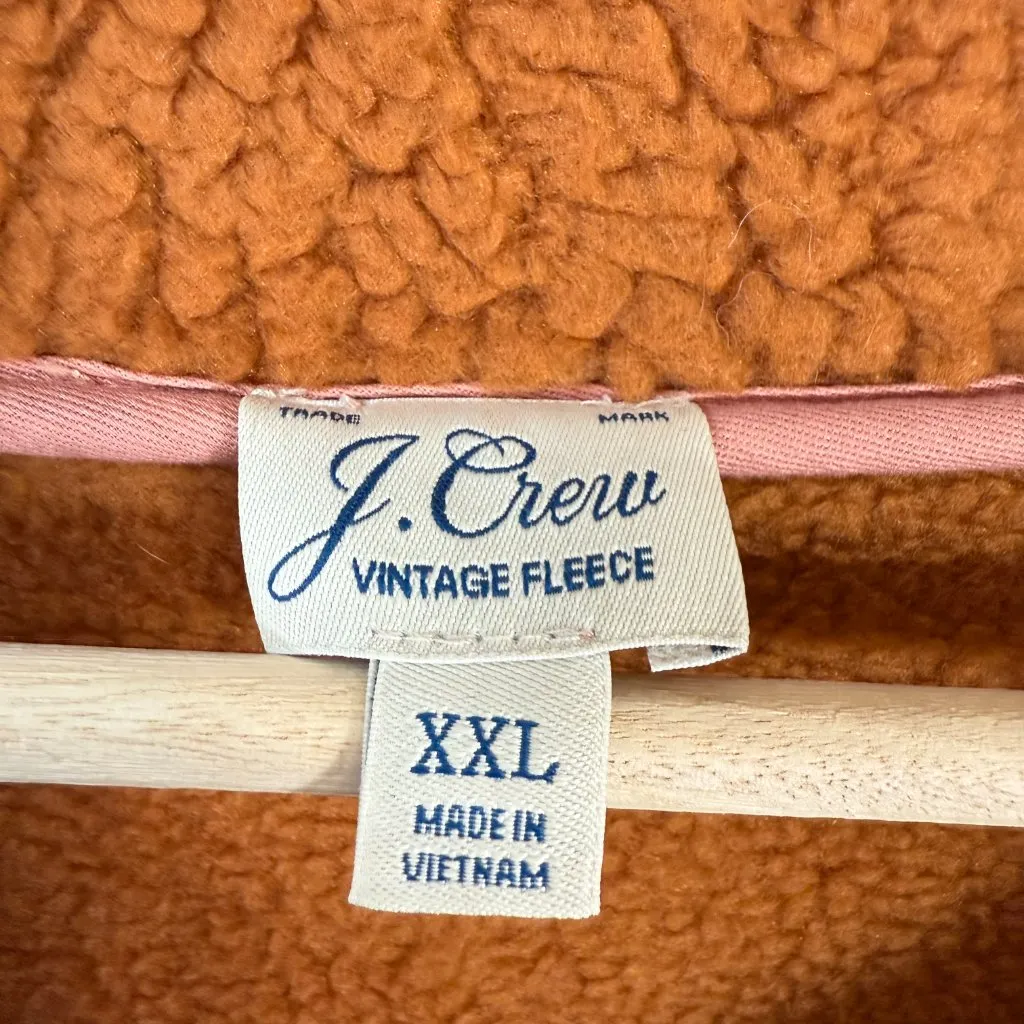 TRADE MARK
J.Crew
VINTAGE FLEECE
XXL
MADE IN
VIETNAM